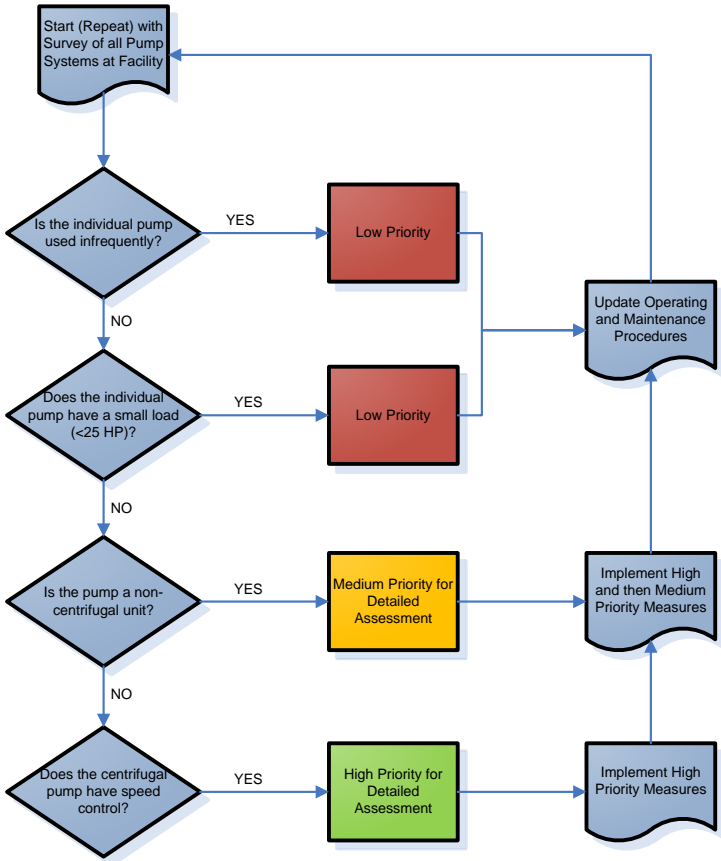 Start (Repeat) with
Survey of all Pump
Systems at Facility
Is the individual pump
used infrequently?
YES
Low Priority
Update Operating
and Maintenance
Procedures
NO
Does the individual
pump have a small load
(<25 HP)?
YES
Low Priority
NO
Is the pump a non-
centrifugal unit?
YES
Medium Priority for
Detailed
Assessment
Implement High
and then Medium
Priority Measures
NO
Does the centrifugal
pump have speed
control?
YES
High Priority for
Detailed
Assessment
Implement High
Priority Measures